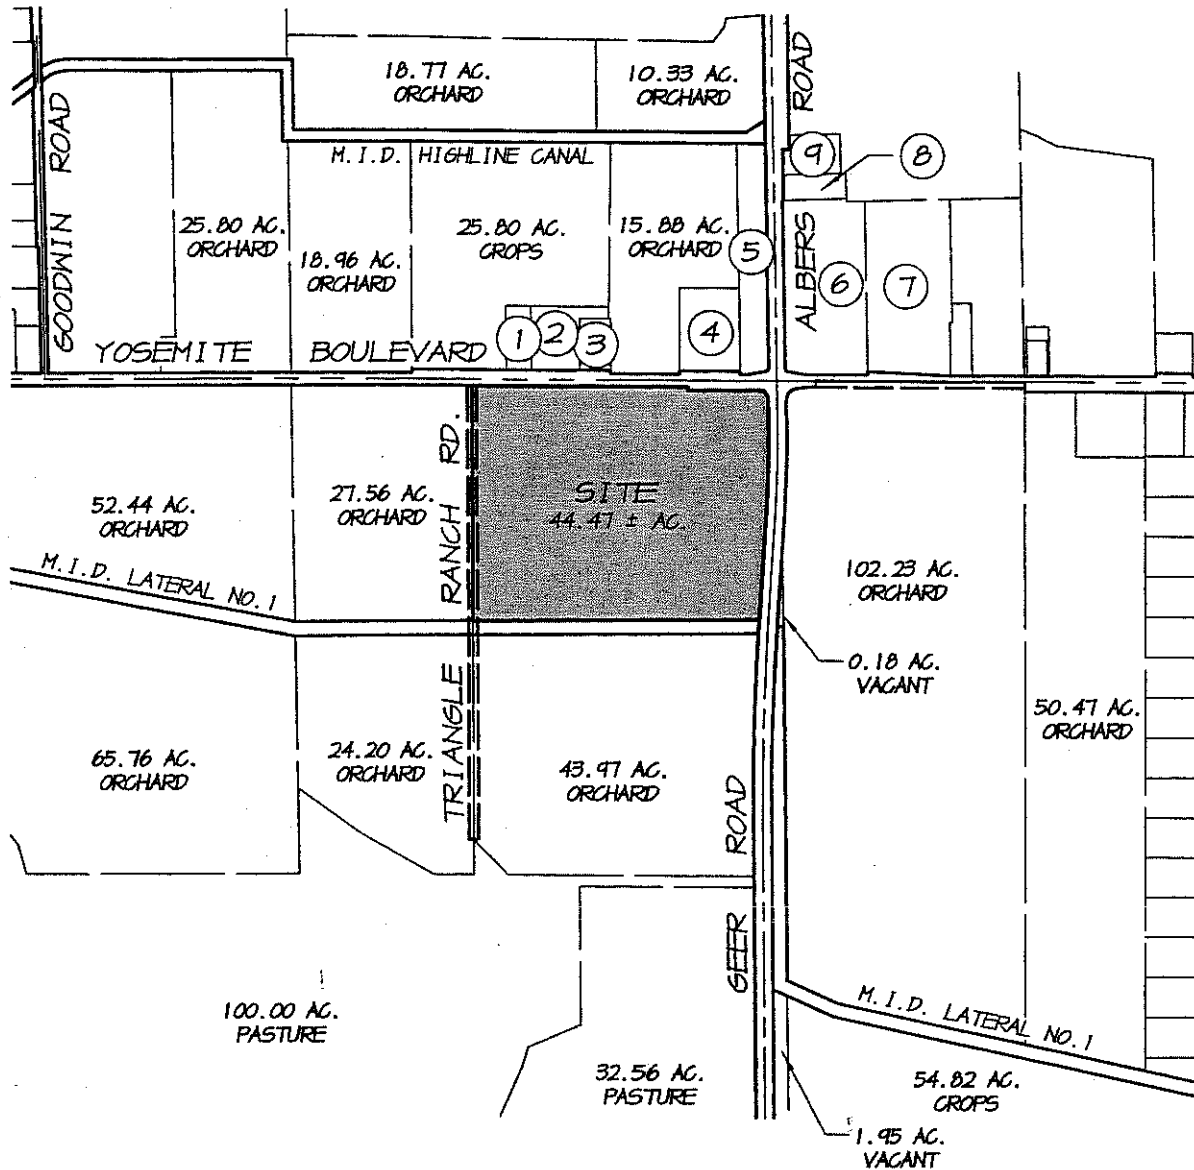 18.77 AC.
ORCHARD
10.33 AC.
ORCHARD
ROAD
ALBERS
GOODWIN ROAD
M.I.D. HIGHLINE CANAL
9
8
25.80 AC.
ORCHARD
18.96 AC.
ORCHARD
25.80 AC.
CROPS
15.88 AC.
ORCHARD
5
6
7
1
2
3
4
YOSEMITE BOULEVARD
52.44 AC.
ORCHARD
27.56 AC.
ORCHARD
TRIANGLE RANCH RD.
SITE
44.47 ± AC.
102.23 AC.
ORCHARD
M.I.D. LATERAL NO.1
0.18 AC.
VACANT
50.47 AC.
ORCHARD
65.76 AC.
ORCHARD
24.20 AC.
ORCHARD
43.97 AC.
ORCHARD
GEER ROAD
100.00 AC.
PASTURE
32.56 AC.
PASTURE
M.I.D. LATERAL NO.1
54.82 AC.
CROPS
1.95 AC.
VACANT